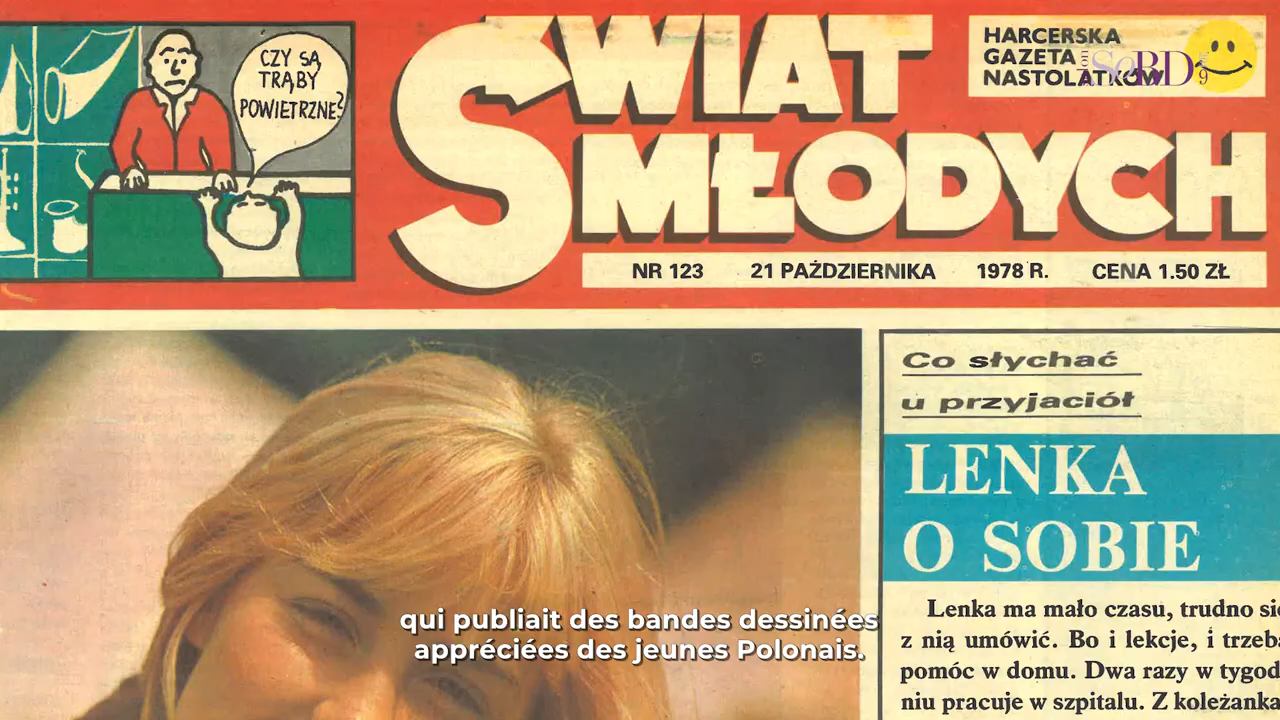 CZY SĄ
TRĄBY
POWIETRZNE?
ŚWIAT
MŁODYCH
HARCERSKA
GAZETA
NASTOLATKÓW
SoBD
NR 123 21 PAŹDZIERNIKA 1978 R. CENA 1.50 ZŁ
Co słychać
u przyjaciół
LENKA
O SOBIE
Lenka ma mało czasu, trudno się
z nią umówić. Bo i lekcje, i trzeba
pomóc w domu. Dwa razy w tygod
niu pracuje w szpitalu. Z koleżanka
qui publiait des bandes dessinées
appréciées des jeunes Polonais.